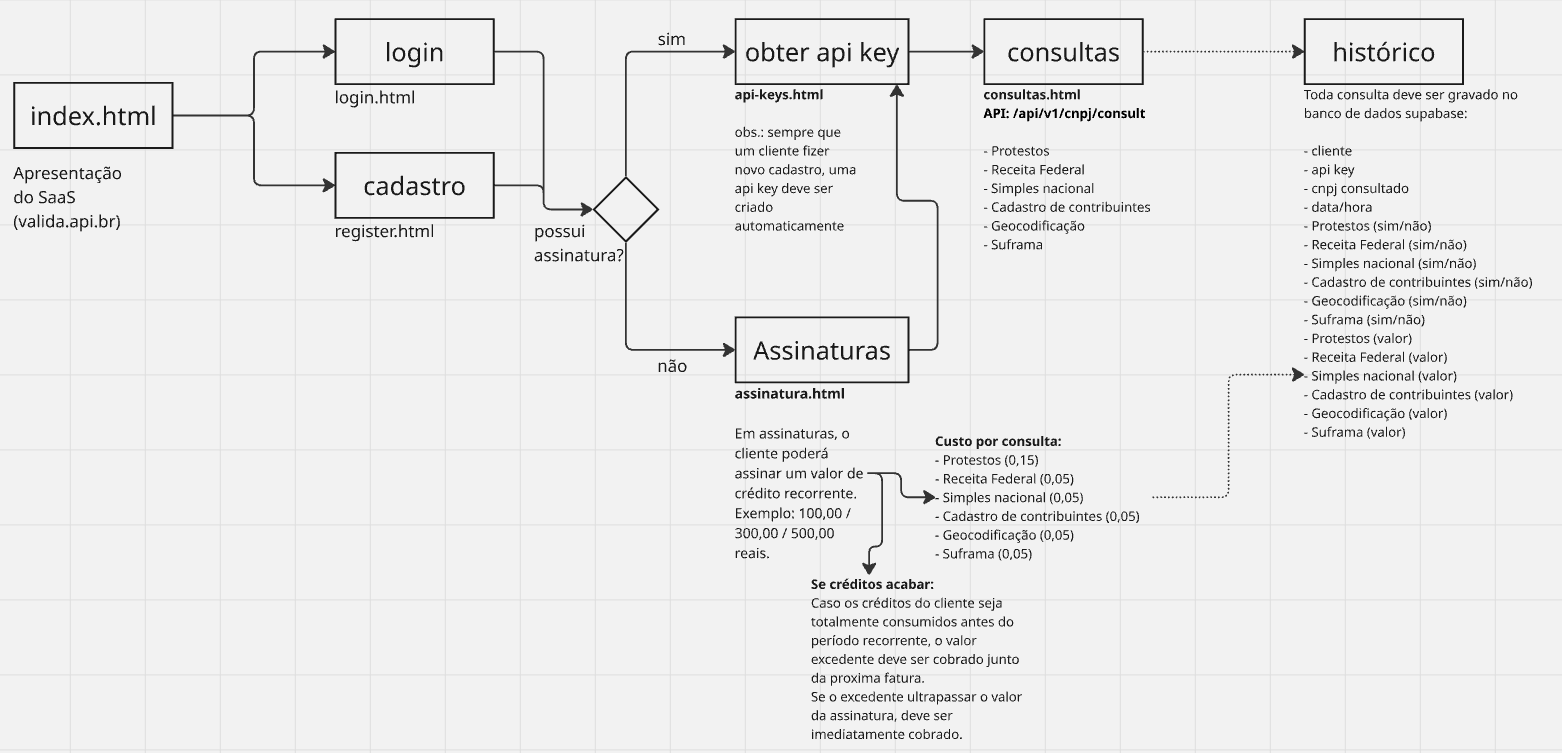 index.html
Apresentação
do SaaS
(valida.api.br)
login
login.html
cadastro
register.html
possui
assinatura?
sim
não
obter api key
api-keys.html
obs.: sempre que
um cliente fizer
novo cadastro, uma
api key deve ser
criado
automaticamente
consultas
consultas.html
API: /api/v1/cnpj/consult
- Protestos
- Receita Federal
- Simples nacional
- Cadastro de contribuintes
- Geocodificação
- Suframa
histórico
Toda consulta deve ser gravado no
banco de dados supabase:
- cliente
- api key
- cnpj consultado
- data/hora
- Protestos (sim/não)
- Receita Federal (sim/não)
- Simples nacional (sim/não)
- Cadastro de contribuintes (sim/não)
- Geocodificação (sim/não)
- Suframa (sim/não)
- Protestos (valor)
- Receita Federal (valor)
- Simples nacional (valor)
- Cadastro de contribuintes (valor)
- Geocodificação (valor)
- Suframa (valor)
Assinaturas
assinatura.html
Em assinaturas, o
cliente poderá
assinar um valor de
crédito recorrente.
Exemplo: 100,00 /
300,00 / 500,00
reais.
Custo por consulta:
- Protestos (0,15)
- Receita Federal (0,05)
- Simples nacional (0,05)
- Cadastro de contribuintes (0,05)
- Geocodificação (0,05)
- Suframa (0,05)
Se créditos acabar:
Caso os créditos do cliente seja
totalmente consumidos antes do
período recorrente, o valor
excedente deve ser cobrado junto
da proxima fatura.
Se o excedente ultrapassar o valor
da assinatura, deve ser
imediatamente cobrado.